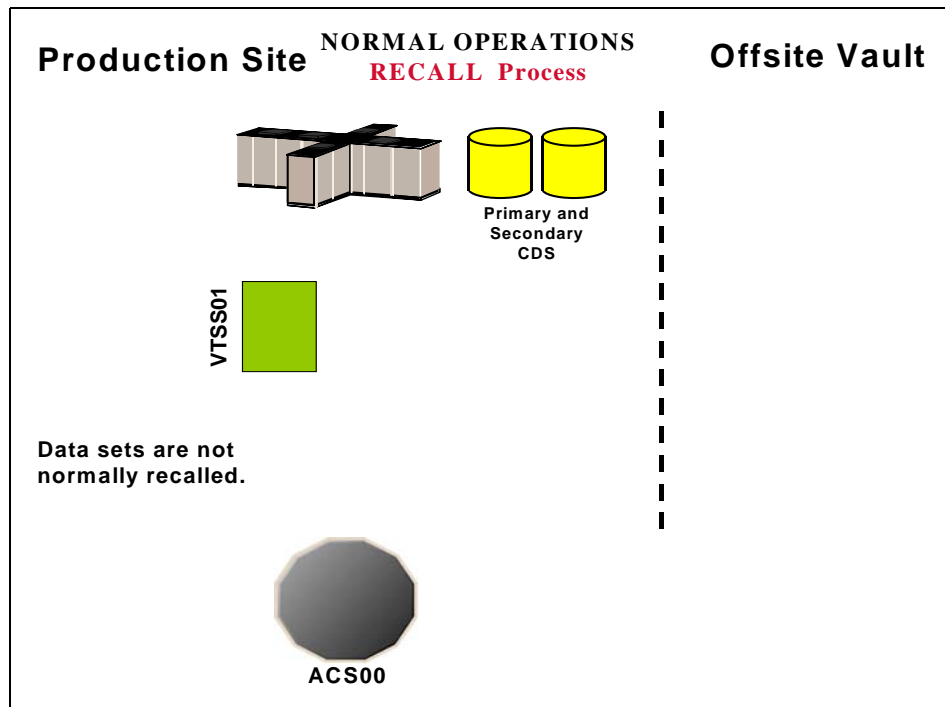 Production Site
NORMAL OPERATIONS
RECALL Process
Offsite Vault
Primary and
Secondary
CDS
VTSS01
Data sets are not
normally recalled.
ACS00